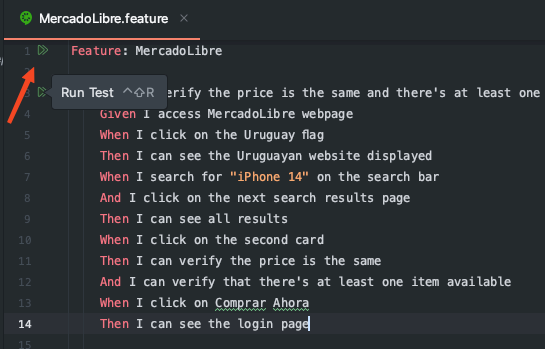 MercadoLibre.feature ×
1 Feature: MercadoLibre
2
3 erify the price is the same and there's at least one
Run Test ⌃⇧R
4 Given I access MercadoLibre webpage
5 When I click on the Uruguay flag
6 Then I can see the Uruguayan website displayed
7 When I search for "iPhone 14" on the search bar
8 And I click on the next search results page
9 Then I can see all results
10 When I click on the second card
11 Then I can verify the price is the same
12 And I can verify that there's at least one item available
13 When I click on Comprar Ahora
14 Then I can see the login page
15